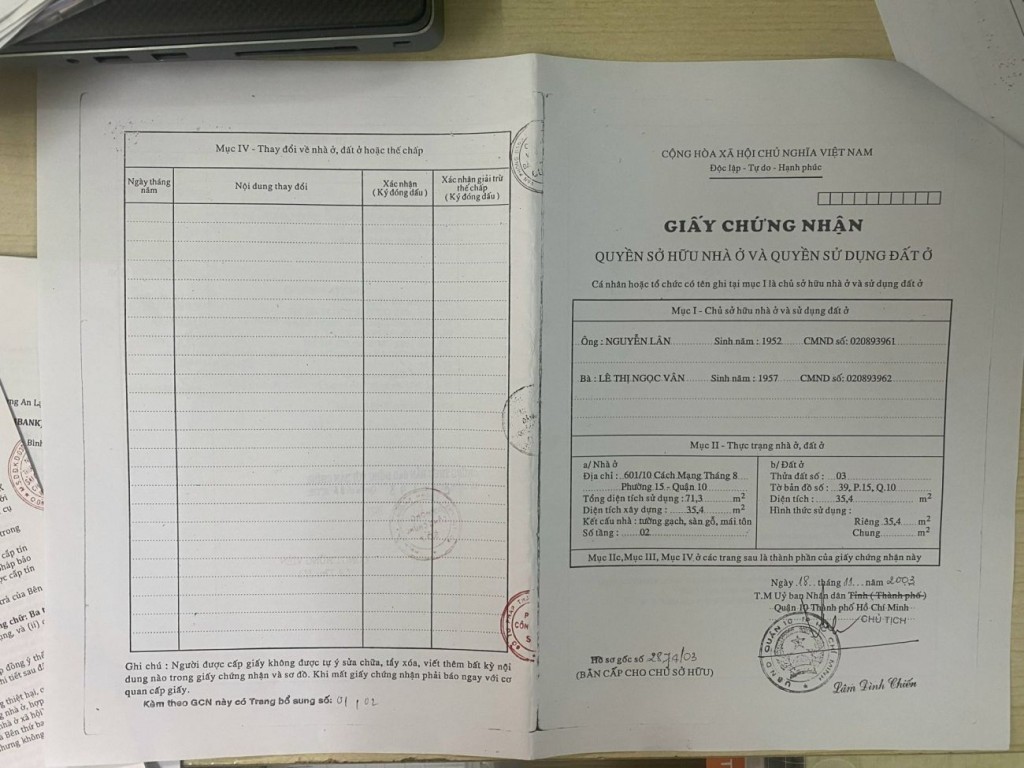 Mục IV - Thay đổi về nhà ở, đất ở hoặc thế chấp
Ngày tháng năm
Nội dung thay đổi
Xác nhận
( Ký đóng dấu )
Xác nhận giải trừ
thế chấp
( Ký đóng dấu )
Ghi chú : Người được cấp giấy không được tự ý sửa chữa, tẩy xóa, viết thêm bất kỳ nội
dung nào trong giấy chứng nhận và sơ đồ. Khi mất giấy chứng nhận phải báo ngay với cơ
quan cấp giấy.
Kàm theo GCN này có Trang bổ sung số: 01, 02
CỘNG HÒA XÃ HỘI CHỦ NGHĨA VIỆT NAM
Độc lập - Tự do - Hạnh phúc
GIẤY CHỨNG NHẬN
QUYỀN SỞ HỮU NHÀ Ở VÀ QUYỀN SỬ DỤNG ĐẤT Ở
Cá nhân hoặc tổ chức có tên ghi tại mục I là chủ sở hữu nhà ở và sử dụng đất ở
Mục I - Chủ sở hữu nhà ở và sử dụng đất ở
Ông : NGUYỄN LÂN Sinh năm : 1952 CMND số: 020893961
Bà : LÊ THỊ NGỌC VÂN Sinh năm : 1957 CMND số: 020893962
Mục II - Thực trạng nhà ở, đất ở
a/ Nhà ở
Địa chỉ : 601/10 Cách Mạng Tháng 8
Phường 15 - Quận 10
Tổng diện tích sử dụng : 71,3 m²
Diện tích xây dựng : 35,4 m²
Kết cấu nhà : tường gạch, sàn gỗ, mái tôn
Số tầng : 02
b/ Đất ở
Thửa đất số : 03
Tờ bản đồ số : 39, P.15, Q.10
Diện tích : 35,4 m²
Hình thức sử dụng :
Riêng 35,4 m²
Chung m²
Mục IIc, Mục III, Mục IV ở các trang sau là thành phần của giấy chứng nhận này
Ngày 18 tháng 11 năm 2003
T.M Uỷ ban Nhân dân Tỉnh ( Thành phố )
Quận 10 Thành phố Hồ Chí Minh
CHỦ TỊCH
Hồ sơ gốc số 2874/03
(BẢN CẤP CHO CHỦ SỞ HỮU)
Lâm Đình Chiến